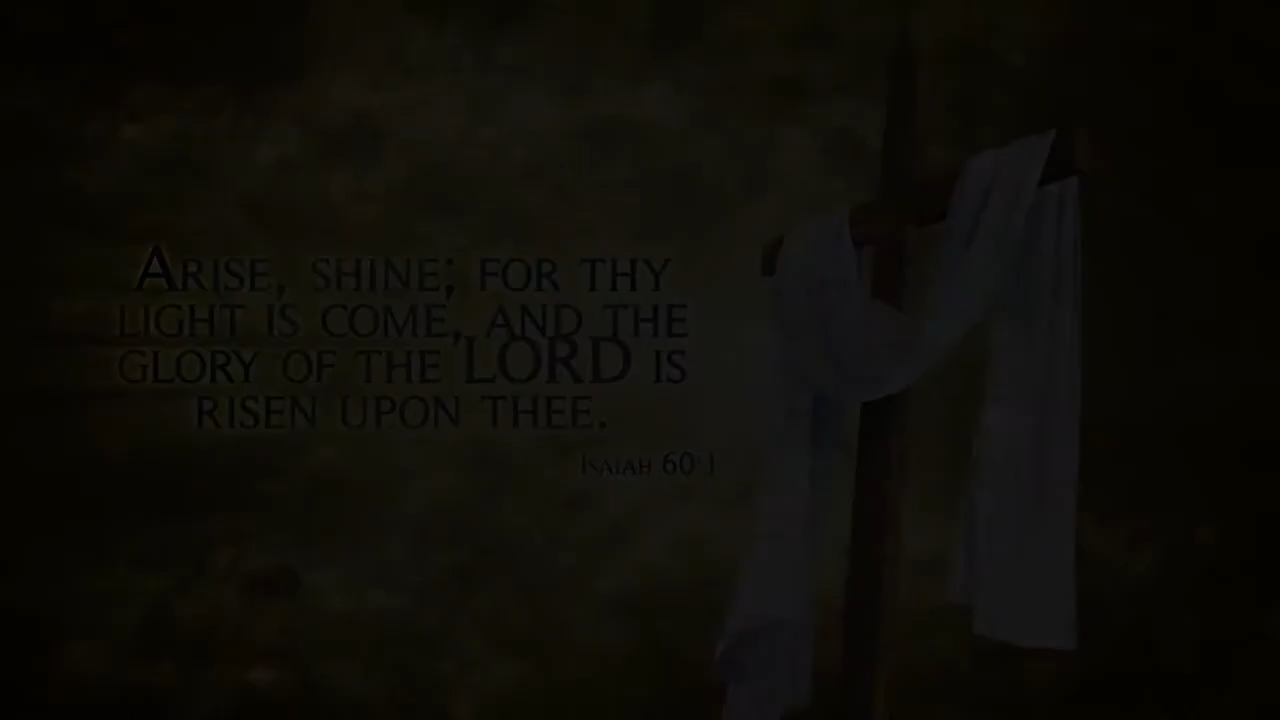 Arise, shine; for thy
light is come, and the
glory of the LORD is
risen upon thee.
Isaiah 60:1